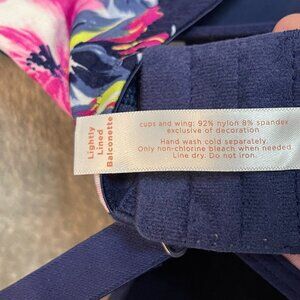 Lightly
Lined
Balconette
cups and wing: 92% nylon 8% spandex
exclusive of decoration
Hand wash cold separately.
Only non-chlorine bleach when needed.
Line dry. Do not iron.